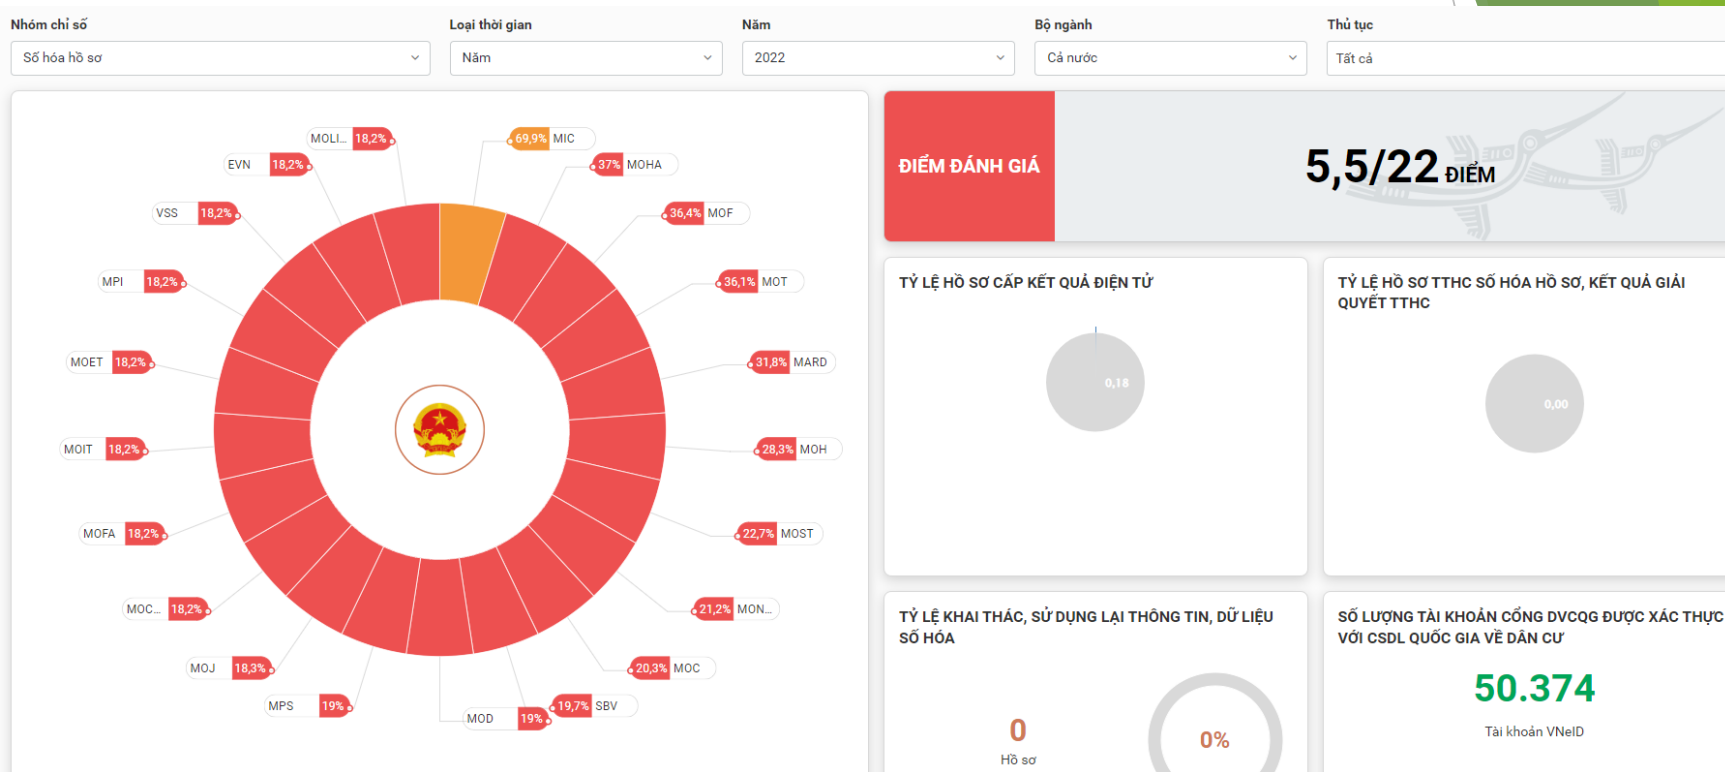 Nhóm chỉ số
Loại thời gian
Năm
Bộ ngành
Thủ tục
Số hóa hồ sơ
Năm
2022
Cả nước
Tất cả
69,9% MIC
37% MOHA
36,4% MOF
36,1% MOT
31,8% MARD
28,3% MOH
22,7% MOST
21,2% MON...
20,3% MOC
19,7% SBV
MOD 19%
MPS 19%
MOJ 18,3%
MOC... 18,2%
MOFA 18,2%
MOIT 18,2%
MOET 18,2%
MPI 18,2%
VSS 18,2%
EVN 18,2%
MOLI... 18,2%
ĐIỂM ĐÁNH GIÁ
5,5/22 ĐIỂM
TỶ LỆ HỒ SƠ CẤP KẾT QUẢ ĐIỆN TỬ
0,18
TỶ LỆ HỒ SƠ TTHC SỐ HÓA HỒ SƠ, KẾT QUẢ GIẢI
QUYẾT TTHC
0,00
TỶ LỆ KHAI THÁC, SỬ DỤNG LẠI THÔNG TIN, DỮ LIỆU
SỐ HÓA
0
Hồ sơ
0%
SỐ LƯỢNG TÀI KHOẢN CỔNG DVCQG ĐƯỢC XÁC THỰC
VỚI CSDL QUỐC GIA VỀ DÂN CƯ
50.374
Tài khoản VNeID